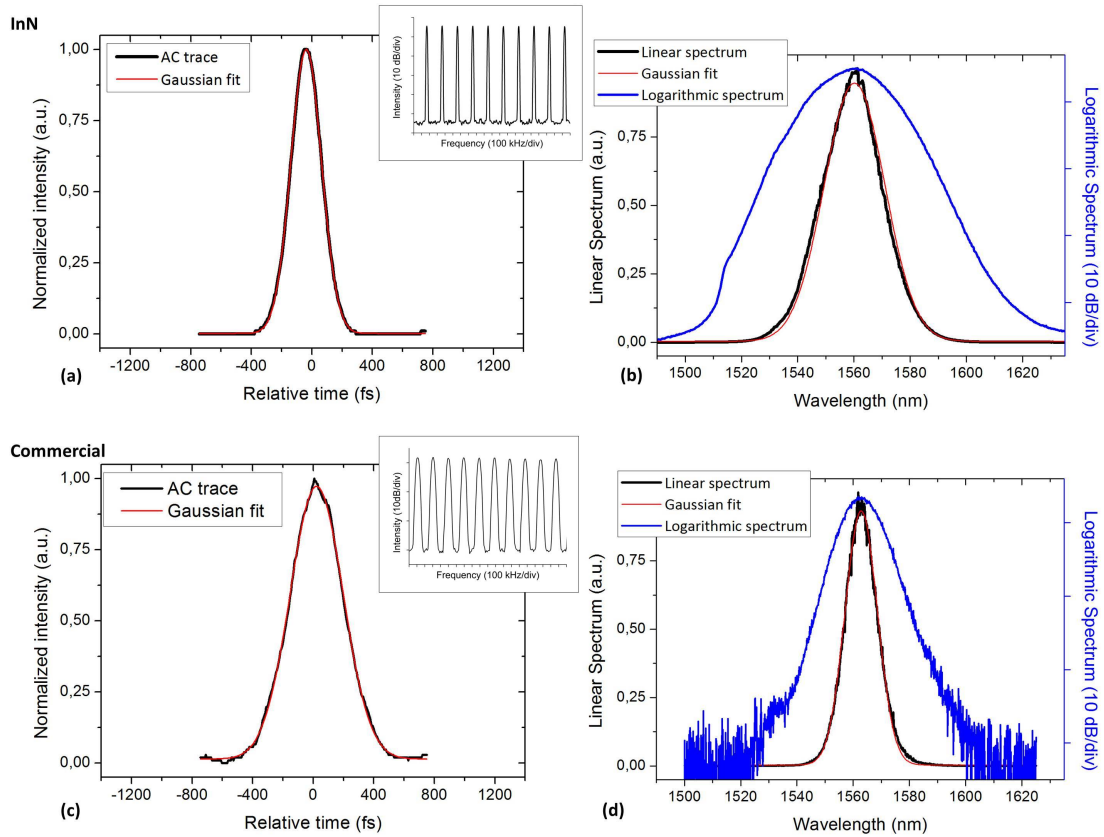 InN
AC trace
Gaussian fit
1,00
0,75
0,50
0,25
0,00
Normalized intensity (a.u.)
-1200 -800 -400 0 400 800 1200
Relative time (fs)
(a)
Intensity (10 dB/div)
Frequency (100 kHz/div)
Linear spectrum
Gaussian fit
Logarithmic spectrum
0,75
0,50
0,25
0,00
Linear Spectrum (a.u.)
Logarithmic Spectrum (10 dB/div)
1500 1520 1540 1560 1580 1600 1620
Wavelength (nm)
(b)
Commercial
AC trace
Gaussian fit
1,00
0,75
0,50
0,25
0,00
Normalized intensity (a.u.)
-1200 -800 -400 0 400 800 1200
Relative time (fs)
(c)
Intensity (10dB/div)
Frequency (100 kHz/div)
Linear spectrum
Gaussian fit
Logarithmic spectrum
0,75
0,50
0,25
0,00
Linear Spectrum (a.u.)
Logarithmic Spectrum (10 dB/div)
1500 1520 1540 1560 1580 1600 1620
Wavelength (nm)
(d)